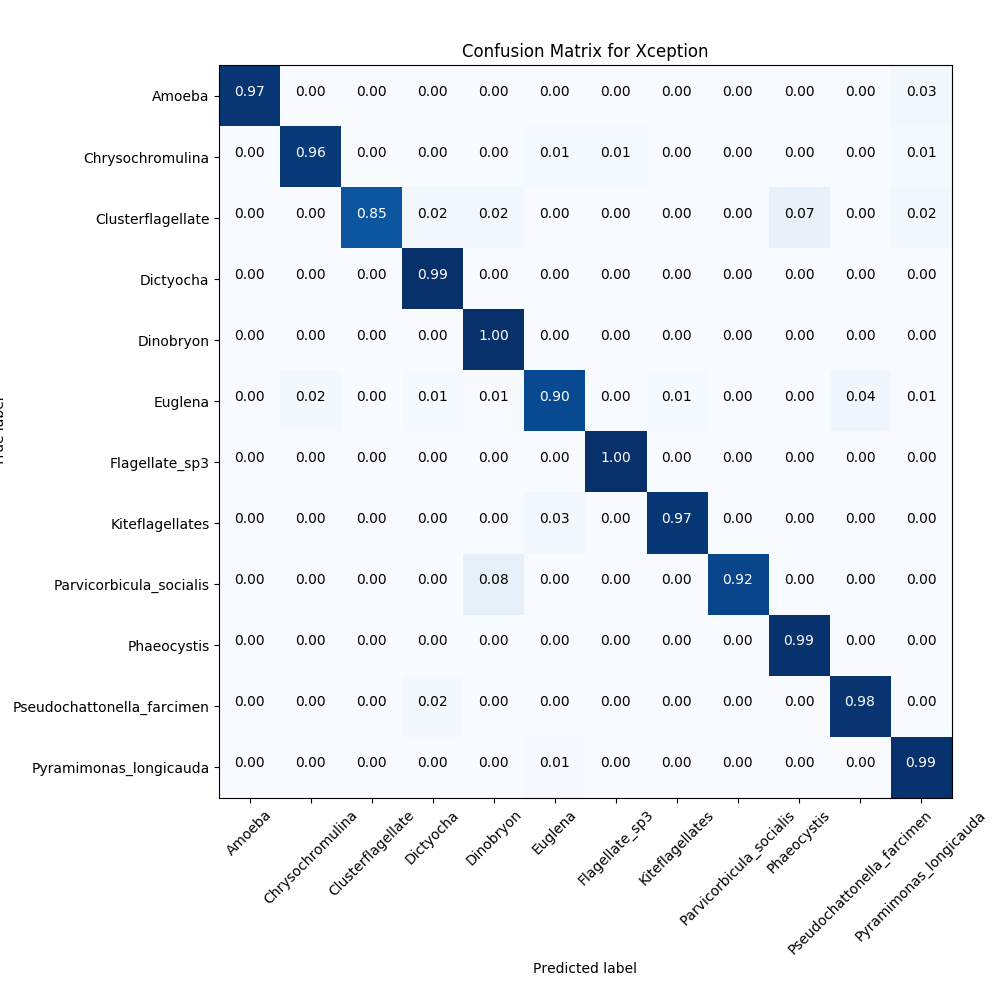 Confusion Matrix for Xception
Amoeba 0.97 0.00 0.00 0.00 0.00 0.00 0.00 0.00 0.00 0.00 0.00 0.03
Chrysochromulina 0.00 0.96 0.00 0.00 0.00 0.01 0.01 0.00 0.00 0.00 0.00 0.01
Clusterflagellate 0.00 0.00 0.85 0.02 0.02 0.00 0.00 0.00 0.00 0.07 0.00 0.02
Dictyocha 0.00 0.00 0.00 0.99 0.00 0.00 0.00 0.00 0.00 0.00 0.00 0.00
Dinobryon 0.00 0.00 0.00 0.00 1.00 0.00 0.00 0.00 0.00 0.00 0.00 0.00
Euglena 0.00 0.02 0.00 0.01 0.01 0.90 0.00 0.01 0.00 0.00 0.04 0.01
Flagellate_sp3 0.00 0.00 0.00 0.00 0.00 0.00 1.00 0.00 0.00 0.00 0.00 0.00
Kiteflagellates 0.00 0.00 0.00 0.00 0.00 0.03 0.00 0.97 0.00 0.00 0.00 0.00
Parvicorbicula_socialis 0.00 0.00 0.00 0.00 0.08 0.00 0.00 0.00 0.92 0.00 0.00 0.00
Phaeocystis 0.00 0.00 0.00 0.00 0.00 0.00 0.00 0.00 0.00 0.99 0.00 0.00
Pseudochattonella_farcimen 0.00 0.00 0.00 0.02 0.00 0.00 0.00 0.00 0.00 0.00 0.98 0.00
Pyramimonas_longicauda 0.00 0.00 0.00 0.00 0.00 0.01 0.00 0.00 0.00 0.00 0.00 0.99
Amoeba
Chrysochromulina
Clusterflagellate
Dictyocha
Dinobryon
Euglena
Flagellate_sp3
Kiteflagellates
Parvicorbicula_socialis
Phaeocystis
Pseudochattonella_farcimen
Pyramimonas_longicauda
Predicted label